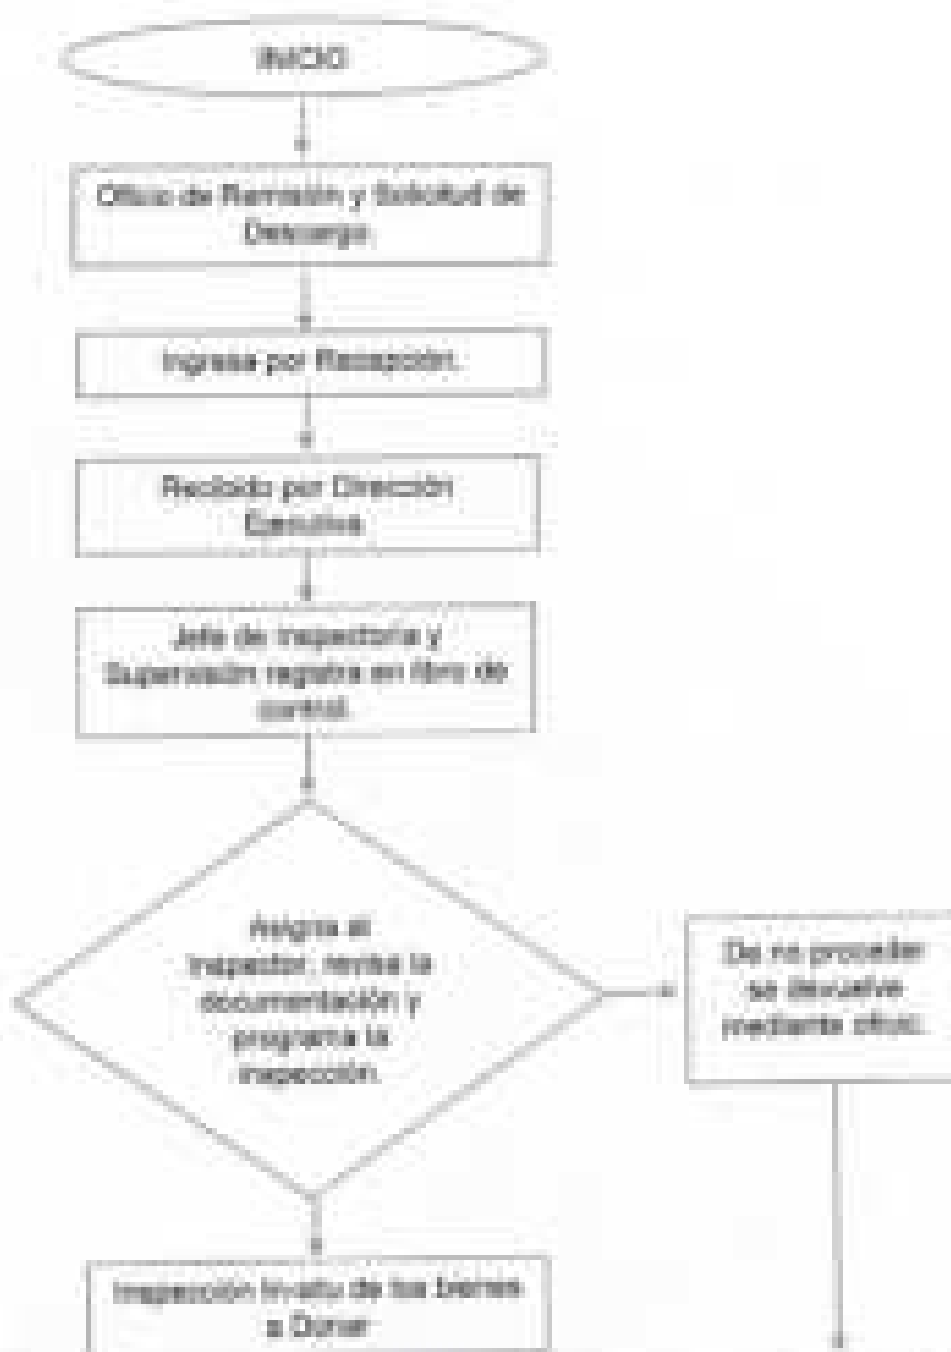 INICIO
Oficio de Remisión y Solicitud de
Descargo.
Ingresa por Recepción.
Recibido por Dirección
Ejecutiva
Jefe de Inspectoría y
Supervisión registra en libro de
control.
Asigna al
inspector, revisa la
documentación y
programa la
inspección.
De no proceder
se devuelve
mediante oficio.
Inspección In-situ de los bienes
a Donar